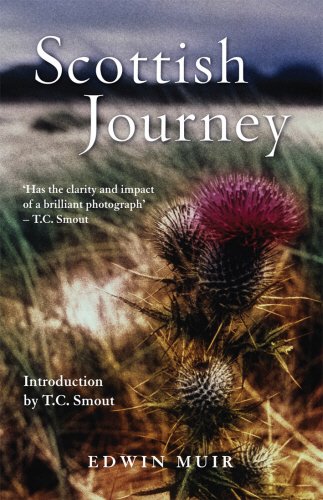 Scottish
Journey
‘Has the clarity and impact
of a brilliant photograph’
– T.C. Smout
Introduction
by T.C. Smout
EDWIN MUIR